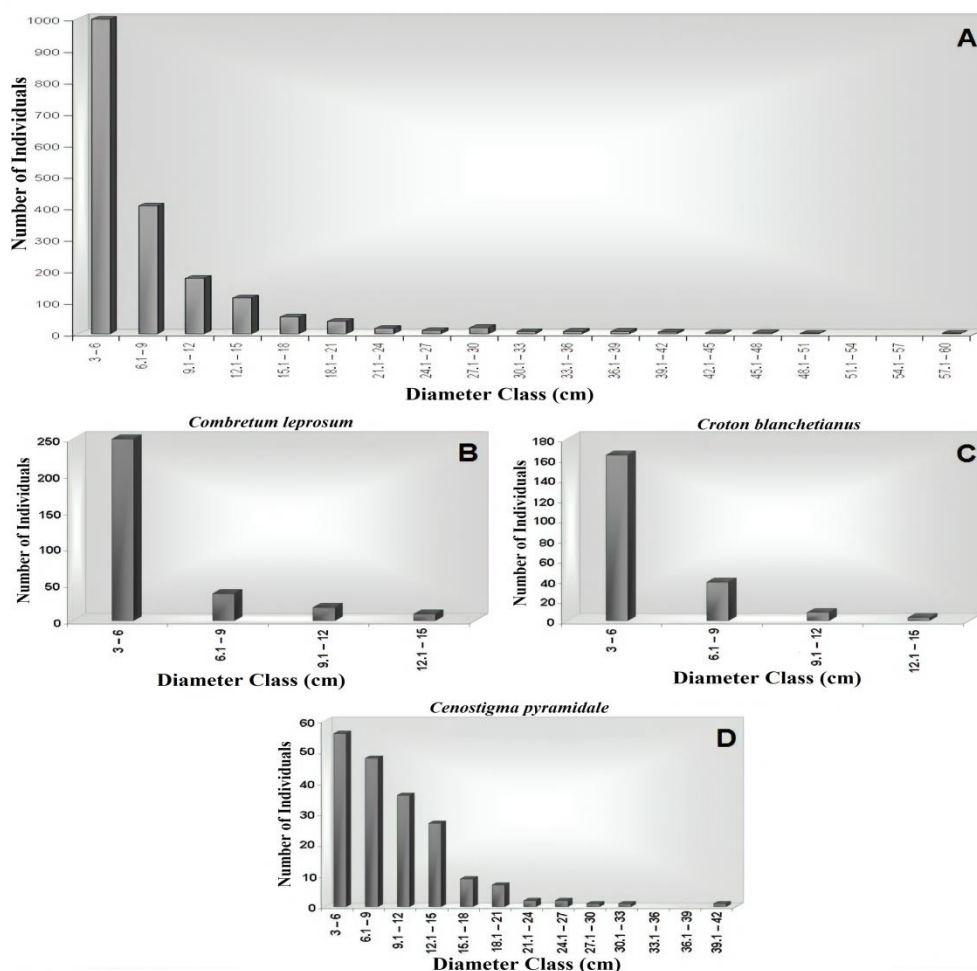 A
1000
900
800
700
600
500
400
300
200
100
0
Number of Individuals
3 – 6
6.1 – 9
9.1 – 12
12.1 – 15
15.1 – 18
18.1 – 21
21.1 – 24
24.1 – 27
27.1 – 30
30.1 – 33
33.1 – 36
36.1 – 39
39.1 – 42
42.1 – 45
45.1 – 48
48.1 – 51
51.1 – 54
54.1 – 57
57.1 – 60
Diameter Class (cm)
Combretum leprosum
B
250
200
150
100
50
0
Number of Individuals
3 – 6
6.1 – 9
9.1 – 12
12.1 – 15
Diameter Class (cm)
Croton blanchetianus
C
180
160
140
120
100
80
60
40
20
0
Number of Individuals
3 – 6
6.1 – 9
9.1 – 12
12.1 – 15
Diameter Class (cm)
Cenostigma pyramidale
D
60
50
40
30
20
10
0
Number of Individuals
3 – 6
6.1 – 9
9.1 – 12
12.1 – 15
15.1 – 18
18.1 – 21
21.1 – 24
24.1 – 27
27.1 – 30
30.1 – 33
33.1 – 36
36.1 – 39
39.1 – 42
Diameter Class (cm)